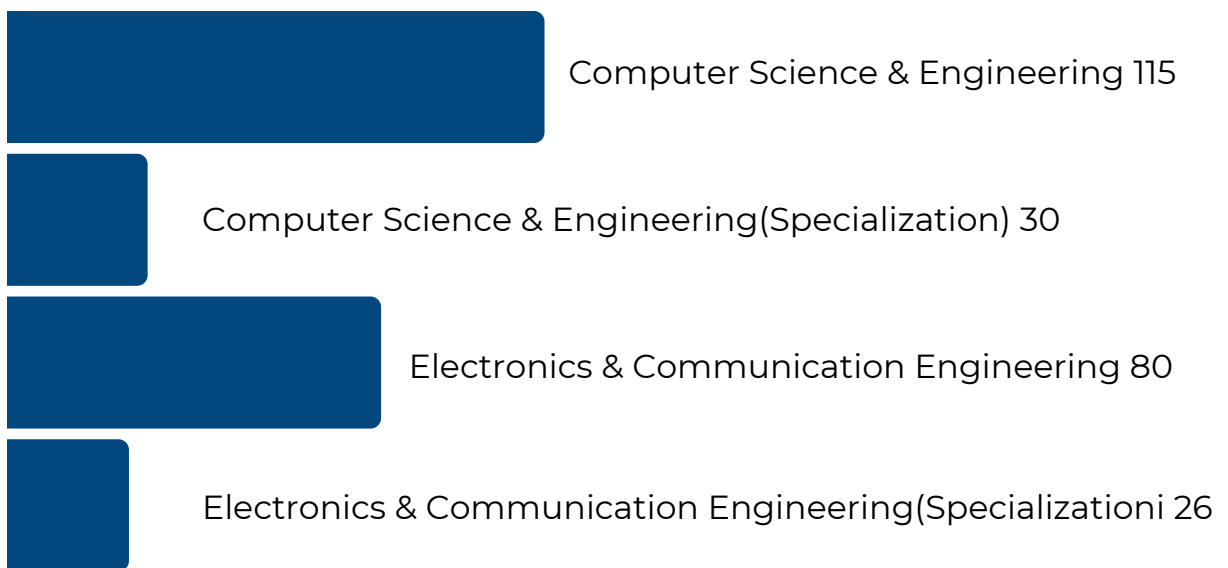 Computer Science & Engineering 115
Computer Science & Engineering(Specialization) 30
Electronics & Communication Engineering 80
Electronics & Communication Engineering(Specializationi 26